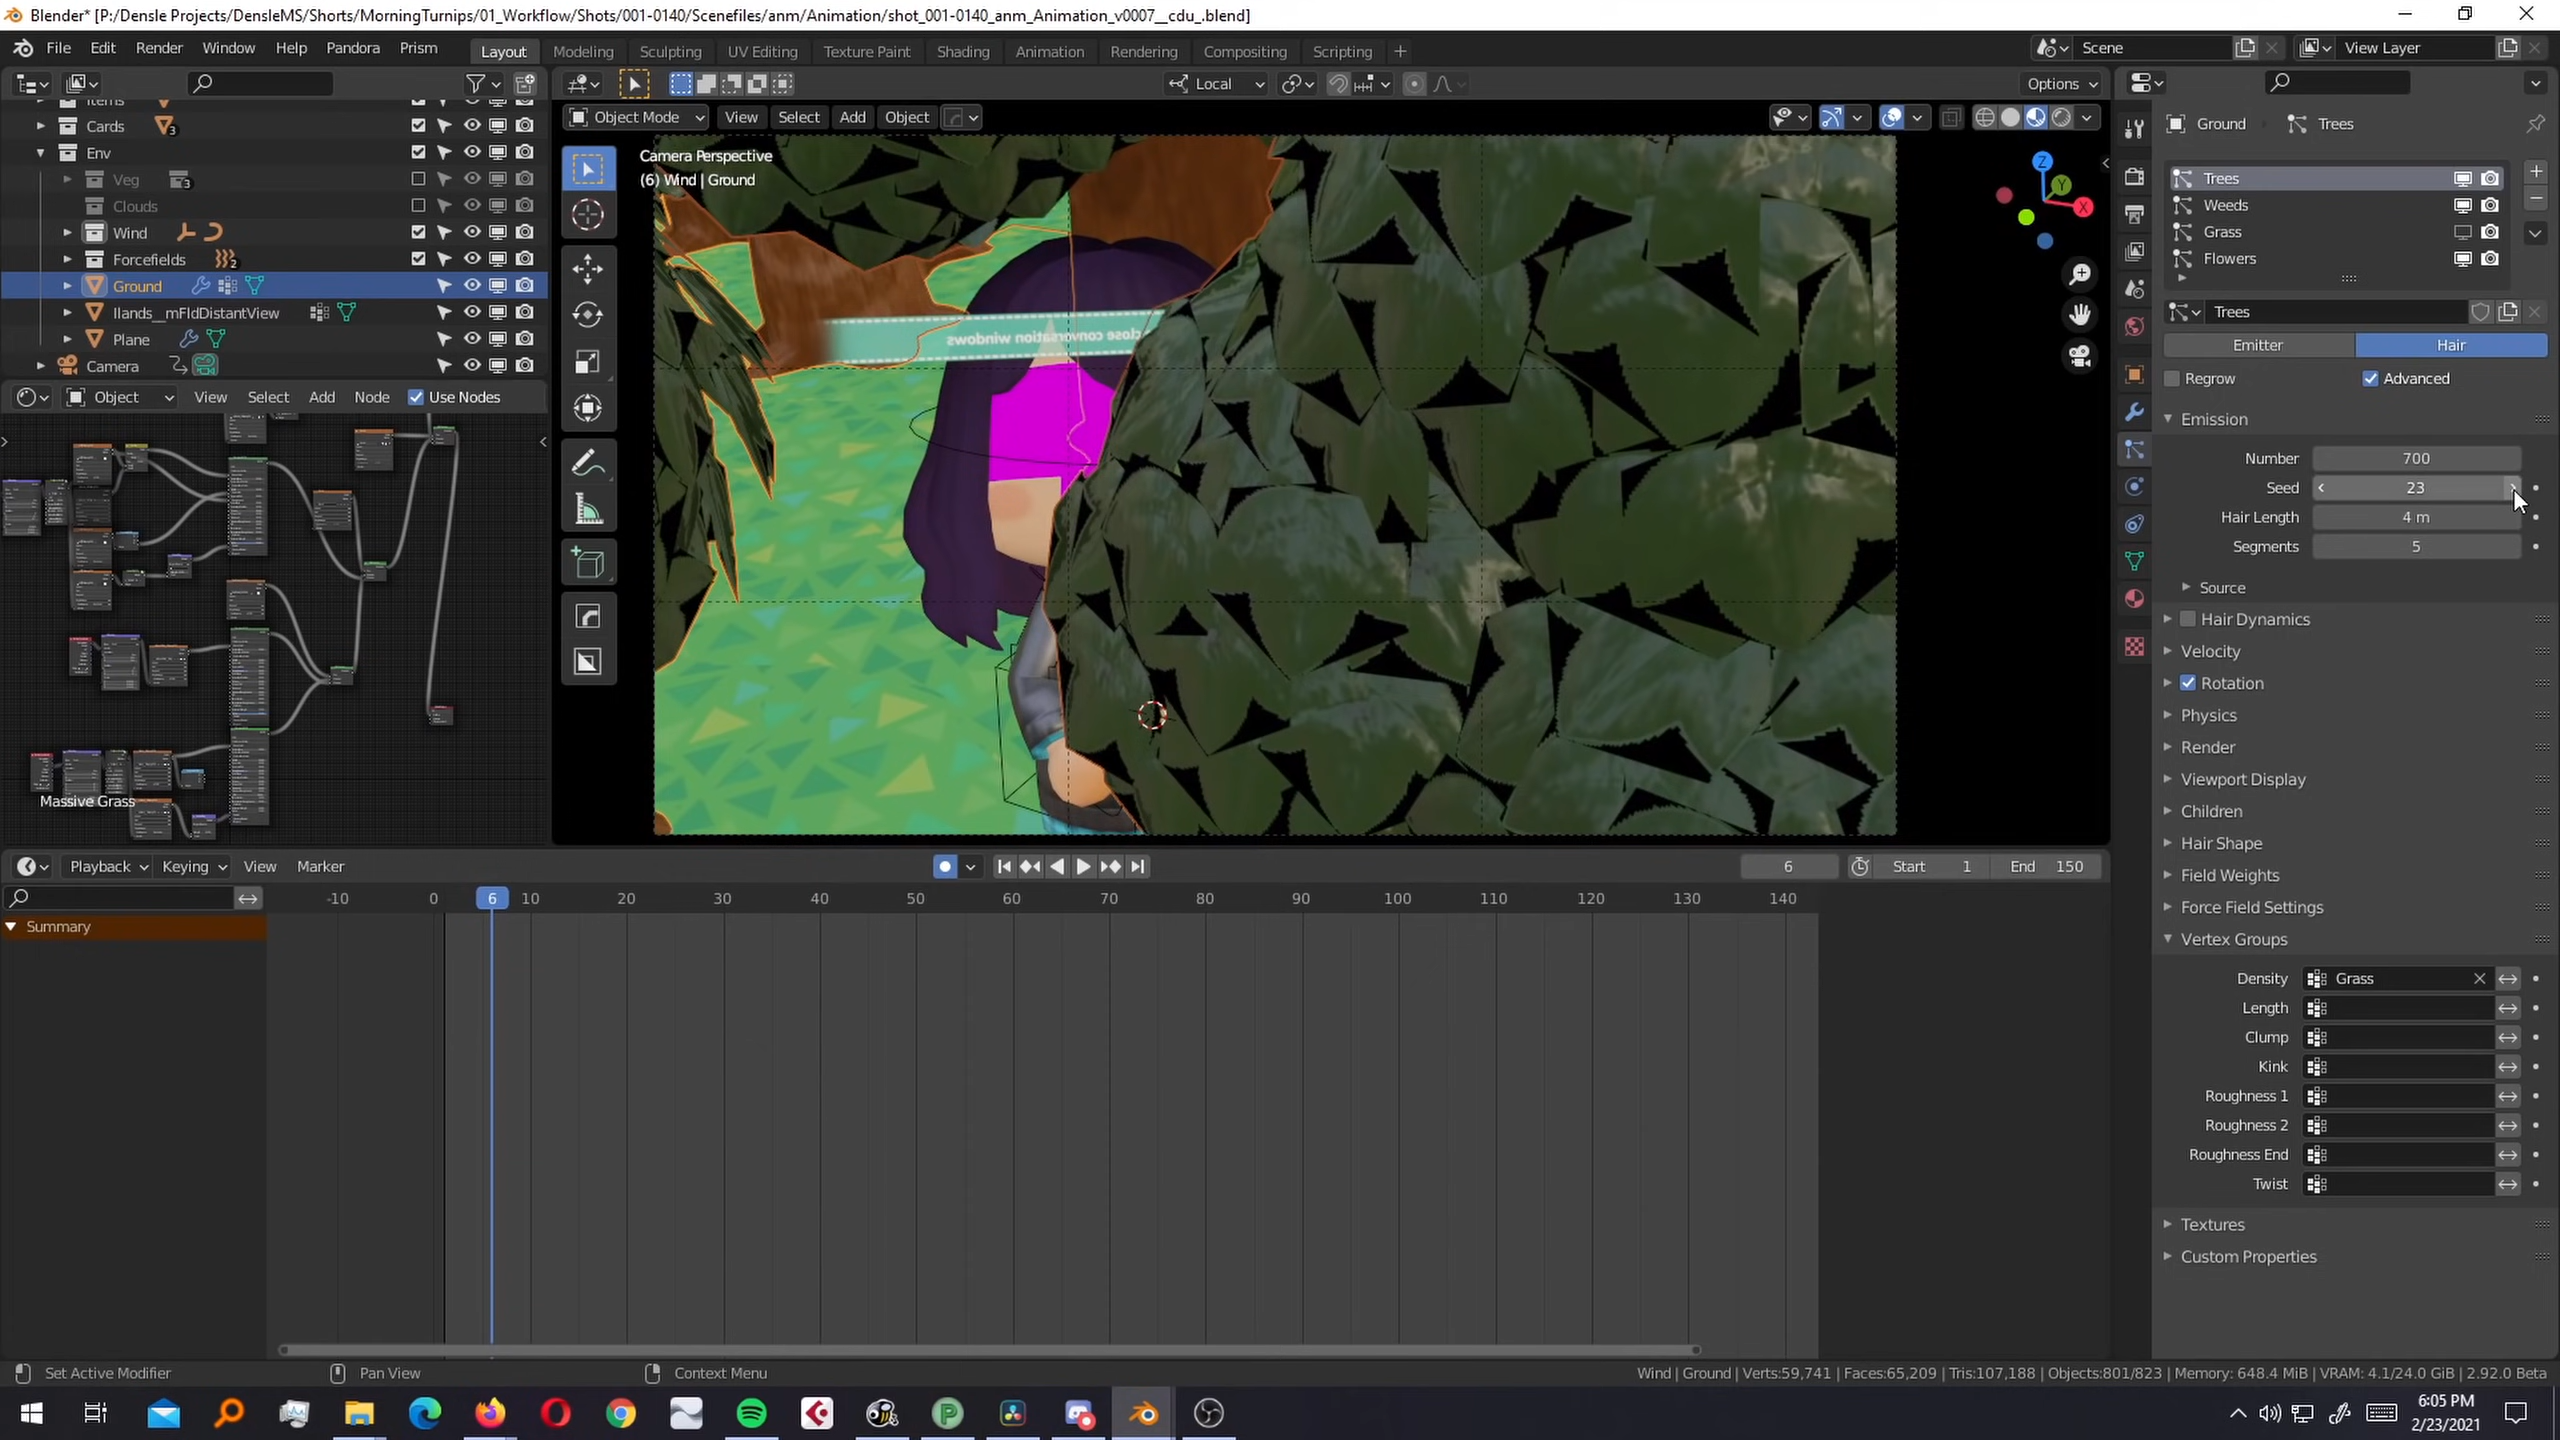 Blender* [P:/Densle Projects/DensleMS/Shorts/MorningTurnips/01_Workflow/Shots/001-0140/Scenefiles/anm/Animation/shot_001-0140_anm_Animation_v0007__cdu_.blend]
File Edit Render Window Help Pandora Prism Layout Modeling Sculpting UV Editing Texture Paint Shading Animation Rendering Compositing Scripting Scene View Layer
Local Options
Items
Cards 3
Env
Veg 3
Clouds
Wind
Forcefields 2
Ground
Ilands__mFldDistantView
Plane
Camera
Object Mode View Select Add Object
Camera Perspective
(6) Wind | Ground
close conversation windows
Z
Y
X
Object View Select Add Node Use Nodes
Massive Grass
Ground Trees
Trees
Weeds
Grass
Flowers
Trees
Emitter Hair
Regrow Advanced
Emission
Number 700
Seed 23
Hair Length 4 m
Segments 5
Source
Hair Dynamics
Velocity
Rotation
Physics
Render
Viewport Display
Children
Hair Shape
Field Weights
Force Field Settings
Vertex Groups
Density Grass
Length
Clump
Kink
Roughness 1
Roughness 2
Roughness End
Twist
Textures
Custom Properties
Playback Keying View Marker 6 Start 1 End 150
-10 0 6 10 20 30 40 50 60 70 80 90 100 110 120 130 140
Summary
Set Active Modifier Pan View Context Menu Wind | Ground | Verts:59,741 | Faces:65,209 | Tris:107,188 | Objects:801/823 | Memory: 648.4 MiB | VRAM: 4.1/24.0 GiB | 2.92.0 Beta
6:05 PM
2/23/2021